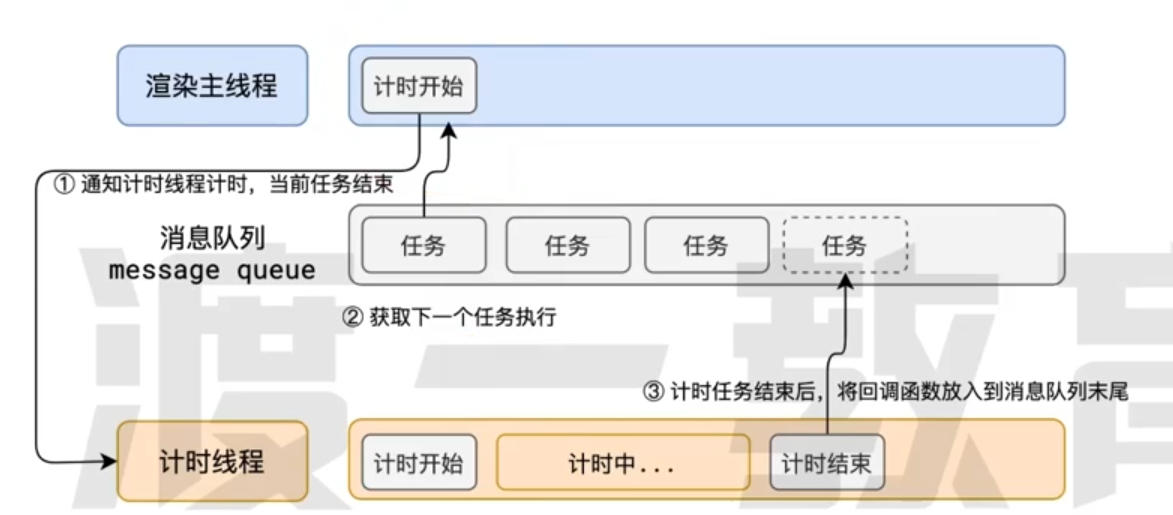 渲染主线程
计时开始
① 通知计时线程计时，当前任务结束
消息队列
message queue
任务
任务
任务
任务
② 获取下一个任务执行
③ 计时任务结束后，将回调函数放入到消息队列末尾
计时线程
计时开始
计时中...
计时结束
渡一教育